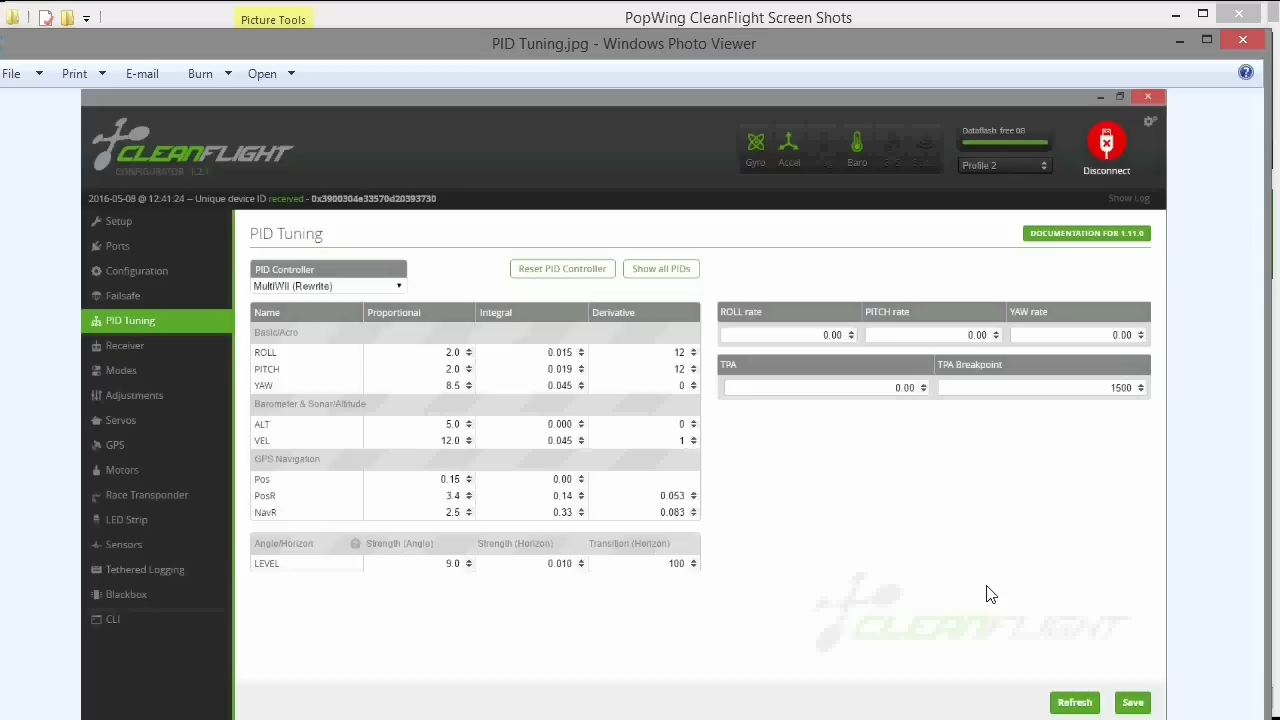 Picture Tools
PopWing CleanFlight Screen Shots
PID Tuning.jpg - Windows Photo Viewer
File Print E-mail Burn Open
CLEANFLIGHT
CONFIGURATOR 1.2.1
Gyro Accel Baro
Dataflash: free 0B
Profile 2
Disconnect
2016-05-08 @ 12:41:24 -- Unique device ID received - 0x3900304e33570d20393730
Show Log
Setup
Ports
Configuration
Failsafe
PID Tuning
Receiver
Modes
Adjustments
Servos
GPS
Motors
Race Transponder
LED Strip
Sensors
Tethered Logging
Blackbox
CLI
PID Tuning
DOCUMENTATION FOR 1.11.0
PID Controller
MultiWii (Rewrite)
Reset PID Controller Show all PIDs
Name Proportional Integral Derivative
Basic/Acro
ROLL 2.0 0.015 12
PITCH 2.0 0.019 12
YAW 8.5 0.045 0
Barometer & Sonar/Altitude
ALT 5.0 0.000 0
VEL 12.0 0.045 1
GPS Navigation
Pos 0.15 0.00
PosR 3.4 0.14 0.053
NavR 2.5 0.33 0.083
Angle/Horizon Strength (Angle) Strength (Horizon) Transition (Horizon)
LEVEL 9.0 0.010 100
ROLL rate PITCH rate YAW rate
0.00 0.00 0.00
TPA TPA Breakpoint
0.00 1500
CLEANFLIGHT
Refresh Save